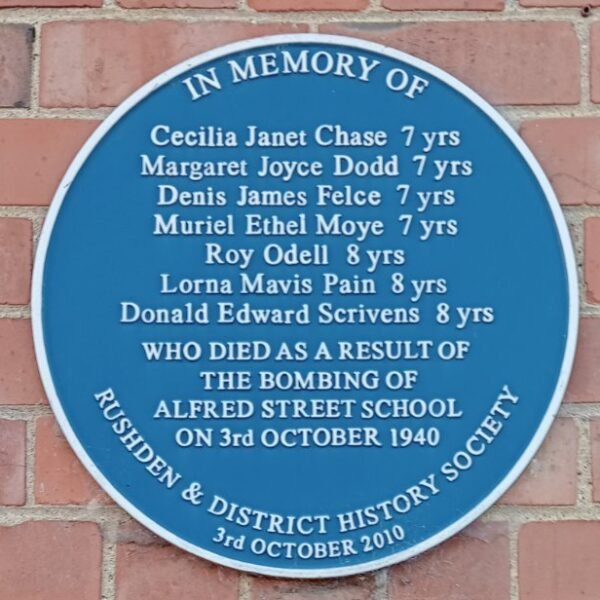 IN MEMORY OF
Cecilia Janet Chase 7 yrs
Margaret Joyce Dodd 7 yrs
Denis James Felce 7 yrs
Muriel Ethel Moye 7 yrs
Roy Odell 8 yrs
Lorna Mavis Pain 8 yrs
Donald Edward Scrivens 8 yrs
WHO DIED AS A RESULT OF
THE BOMBING OF
ALFRED STREET SCHOOL
ON 3rd OCTOBER 1940
RUSHDEN & DISTRICT HISTORY SOCIETY
3rd OCTOBER 2010